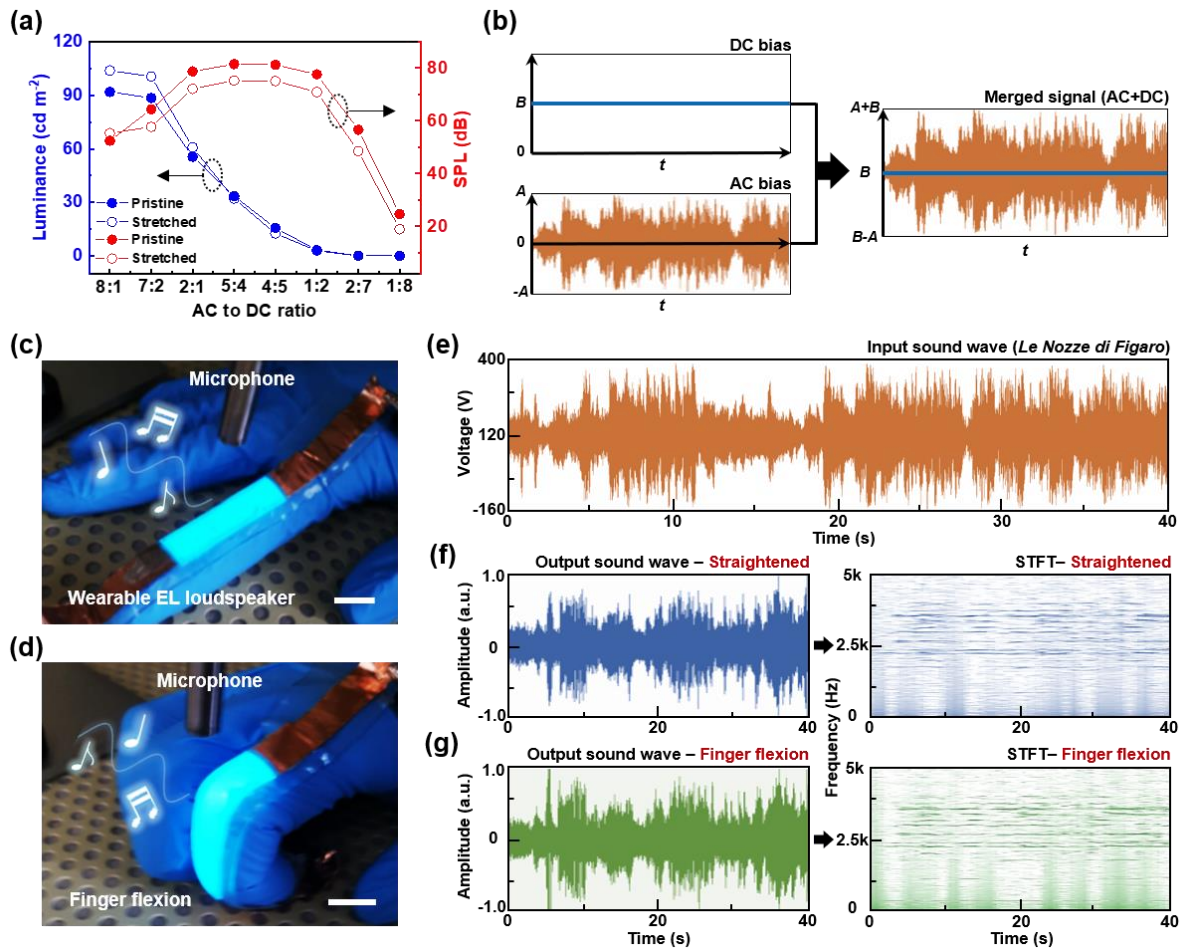 (a)
120
90
60
30
0
Luminance (cd m⁻²)
Pristine
Stretched
Pristine
Stretched
80
60
40
20
SPL (dB)
8:1 7:2 2:1 5:4 4:5 1:2 2:7 1:8
AC to DC ratio
(b)
DC bias
B
0
t
AC bias
A
0
-A
t
Merged signal (AC+DC)
A+B
B
B-A
t
(c)
Microphone
Wearable EL loudspeaker
(d)
Microphone
Finger flexion
(e)
Input sound wave (Le Nozze di Figaro)
400
120
-160
Voltage (V)
0 10 20 30 40
Time (s)
(f)
Output sound wave – Straightened
1.0
0
-1.0
Amplitude (a.u.)
0 20 40
STFT– Straightened
5k
2.5k
0
0 20 40
Frequency (Hz)
(g)
Output sound wave – Finger flexion
1.0
0
-1.0
Amplitude (a.u.)
0 20 40
Time (s)
STFT– Finger flexion
5k
2.5k
0
0 20 40
Time (s)